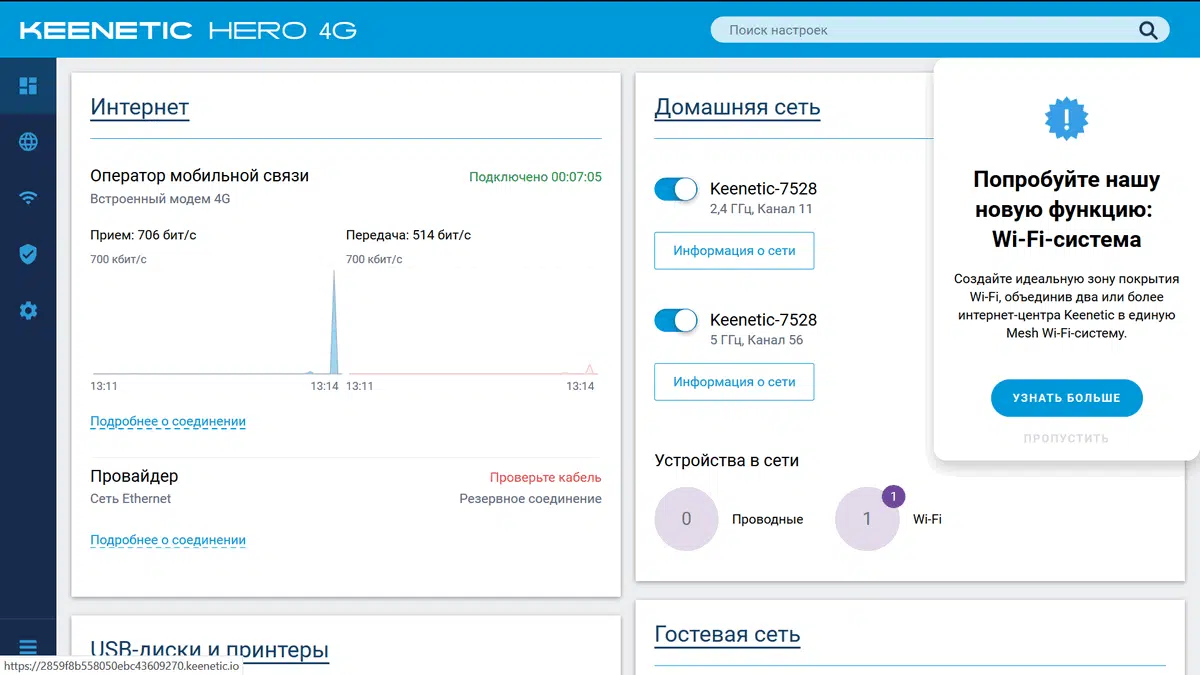 KEENETIC HERO 4G
Поиск настроек
Интернет
Оператор мобильной связи
Подключено 00:07:05
Встроенный модем 4G
Прием: 706 бит/с
Передача: 514 бит/с
700 кбит/с
700 кбит/с
13:11
13:14
13:11
13:14
Подробнее о соединении
Провайдер
Проверьте кабель
Сеть Ethernet
Резервное соединение
Подробнее о соединении
USB-диски и принтеры
Домашняя сеть
Keenetic-7528
2,4 ГГц, Канал 11
Информация о сети
Keenetic-7528
5 ГГц, Канал 56
Информация о сети
Устройства в сети
0
Проводные
1
1
Wi-Fi
Гостевая сеть
Попробуйте нашу
новую функцию:
Wi-Fi-система
Создайте идеальную зону покрытия
Wi-Fi, объединив два или более
интернет-центра Keenetic в единую
Mesh Wi-Fi-систему.
УЗНАТЬ БОЛЬШЕ
ПРОПУСТИТЬ
https://2859f8b558050ebc43609270.keenetic.io